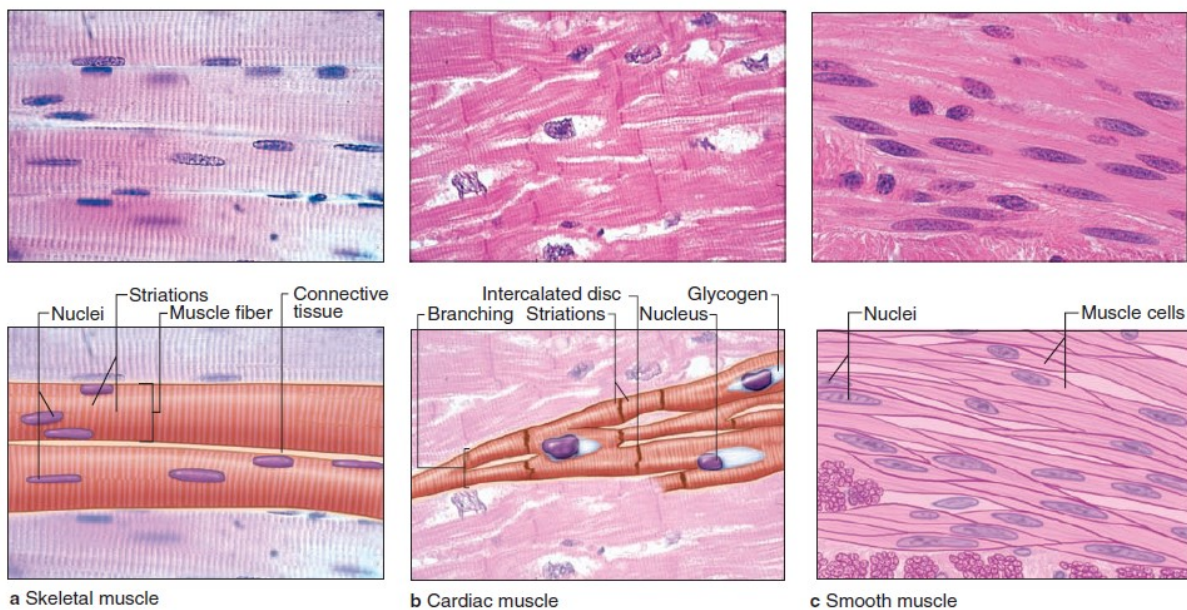 Nuclei
Striations
Muscle fiber
Connective
tissue
Branching
Intercalated disc
Striations
Nucleus
Glycogen
Nuclei
Muscle cells
a Skeletal muscle
b Cardiac muscle
c Smooth muscle